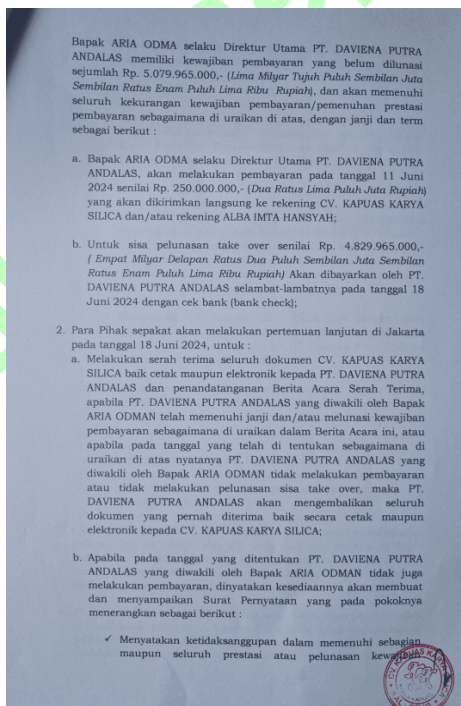 Bapak ARIA ODMA selaku Direktur Utama PT. DAVIENA PUTRA
ANDALAS memiliki kewajiban pembayaran yang belum dilunasi
sejumlah Rp. 5.079.965.000,- (Lima Milyar Tujuh Puluh Sembilan Juta
Sembilan Ratus Enam Puluh Lima Ribu Rupiah), dan akan memenuhi
seluruh kekurangan kewajiban pembayaran/pemenuhan prestasi
pembayaran sebagaimana di uraikan di atas, dengan janji dan term
sebagai berikut :
a. Bapak ARIA ODMA selaku Direktur Utama PT. DAVIENA PUTRA
ANDALAS, akan melakukan pembayaran pada tanggal 11 Juni
2024 senilai Rp. 250.000.000,- (Dua Ratus Lima Puluh Juta Rupiah)
yang akan dikirimkan langsung ke rekening CV. KAPUAS KARYA
SILICA dan/atau rekening ALBA IMTA HANSYAH;
b. Untuk sisa pelunasan take over senilai Rp. 4.829.965.000,-
( Empat Milyar Delapan Ratus Dua Puluh Sembilan Juta Sembilan
Ratus Enam Puluh Lima Ribu Rupiah) Akan dibayarkan oleh PT.
DAVIENA PUTRA ANDALAS selambat-lambatnya pada tanggal 18
Juni 2024 dengan cek bank (bank check);
2. Para Pihak sepakat akan melakukan pertemuan lanjutan di Jakarta
pada tanggal 18 Juni 2024, untuk :
a. Melakukan serah terima seluruh dokumen CV. KAPUAS KARYA
SILICA baik cetak maupun elektronik kepada PT. DAVIENA PUTRA
ANDALAS dan penandatanganan Berita Acara Serah Terima,
apabila PT. DAVIENA PUTRA ANDALAS yang diwakili oleh Bapak
ARIA ODMAN telah memenuhi janji dan/atau melunasi kewajiban
pembayaran sebagaimana di uraikan dalam Berita Acara ini, atau
apabila pada tanggal yang telah di tentukan sebagaimana di
uraikan di atas nyatanya PT. DAVIENA PUTRA ANDALAS yang
diwakili oleh Bapak ARIA ODMAN tidak melakukan pembayaran
atau tidak melakukan pelunasan sisa take over, maka PT.
DAVIENA PUTRA ANDALAS akan mengembalikan seluruh
dokumen yang pernah diterima baik secara cetak maupun
elektronik kepada CV. KAPUAS KARYA SILICA;
b. Apabila pada tanggal yang ditentukan PT. DAVIENA PUTRA
ANDALAS yang diwakili oleh Bapak ARIA ODMAN tidak juga
melakukan pembayaran, dinyatakan kesediaannya akan membuat
dan menyampaikan Surat Pernyataan yang pada pokoknya
menerangkan sebagai berikut :
✓ Menyatakan ketidaksanggupan dalam memenuhi sebagian
maupun seluruh prestasi atau pelunasan kewajiban
CV. KAPUAS KARYA